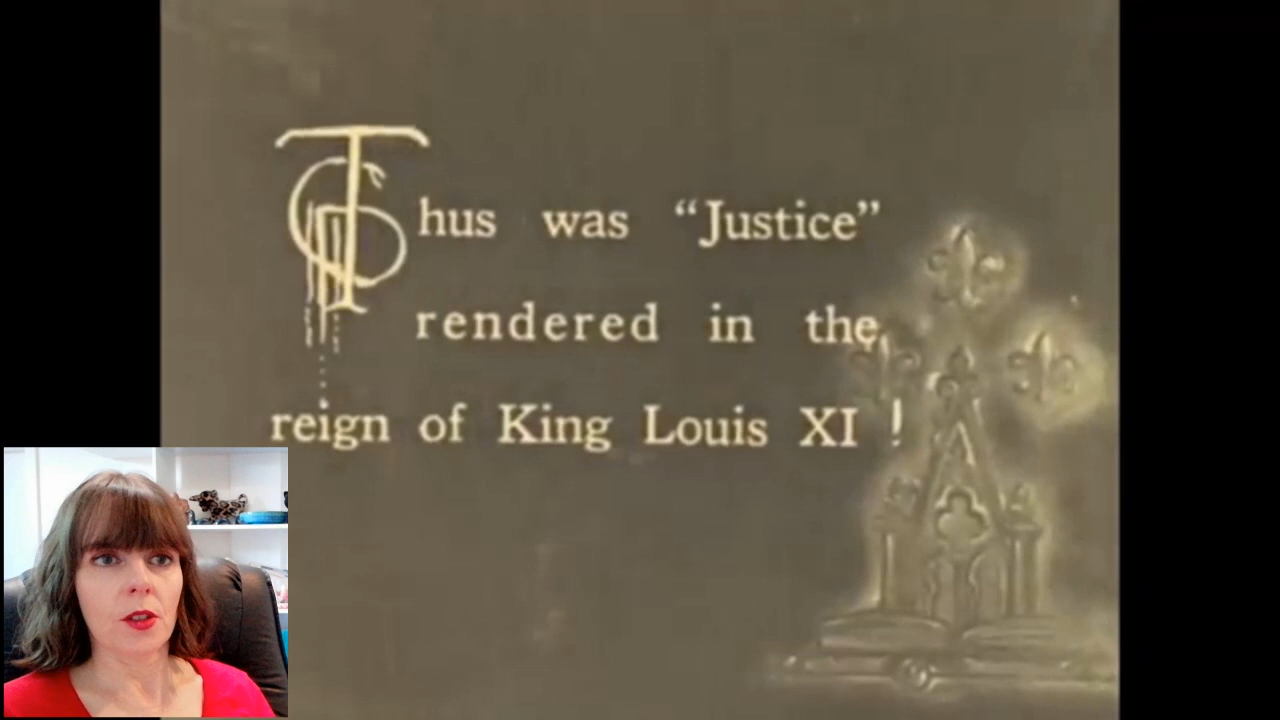 Thus was “Justice”
rendered in the
reign of King Louis XI !